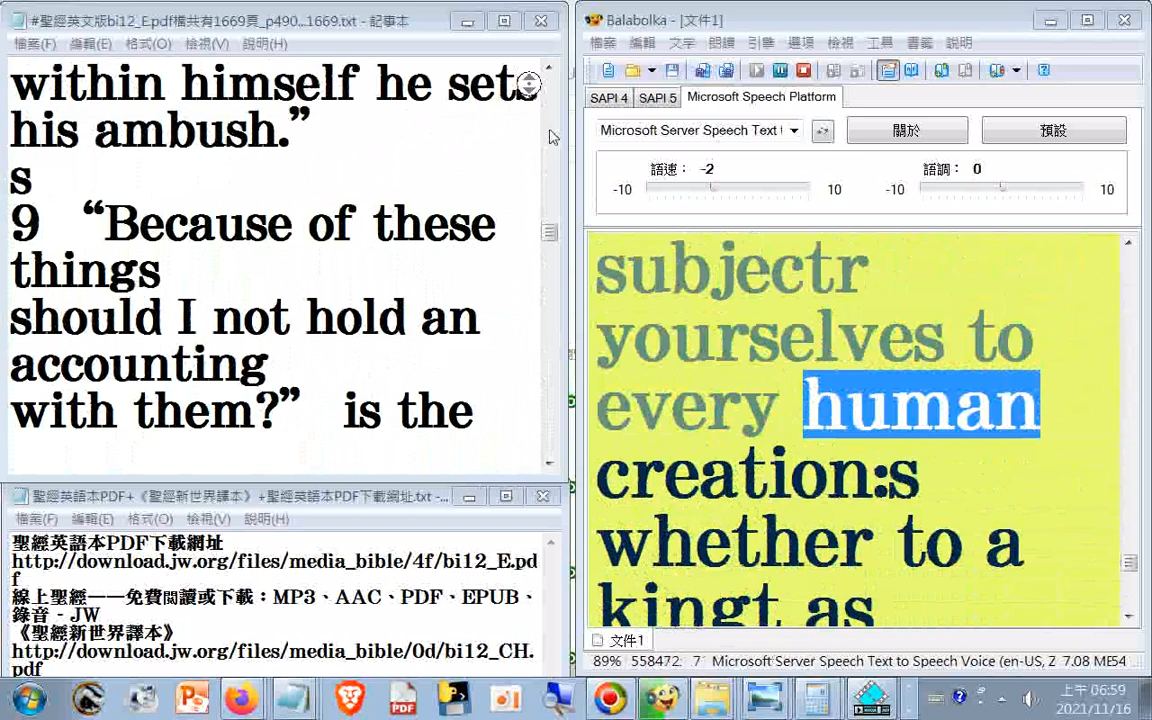 #聖經英文版bi12_E.pdf檔共有1669頁_p490...1669.txt - 記事本
檔案(F) 編輯(E) 格式(O) 檢視(V) 說明(H)
within himself he sets
his ambush.”
s
9 “Because of these
things
should I not hold an
accounting
with them?” is the
聖經英語本PDF+《聖經新世界譯本》+聖經英語本PDF下載網址.txt -...
檔案(F) 編輯(E) 格式(O) 檢視(V) 說明(H)
聖經英語本PDF下載網址
http://download.jw.org/files/media_bible/4f/bi12_E.pd
f
線上聖經——免費閱讀或下載：MP3、AAC、PDF、EPUB、
錄音 - JW
《聖經新世界譯本》
http://download.jw.org/files/media_bible/0d/bi12_CH.
pdf
Balabolka - [文件1]
檔案 編輯 文字 朗讀 引擎 選項 檢視 工具 書籤 說明
SAPI 4 SAPI 5 Microsoft Speech Platform
Microsoft Server Speech Text 關於 預設
語速： -2 語調： 0
-10 10 -10 10
subjectr
yourselves to
every human
creation:s
whether to a
kingt as
文件1
89% 558472: 7 Microsoft Server Speech Text to Speech Voice (en-US, Z 7.08 ME54
上午 06:59
2021/11/16